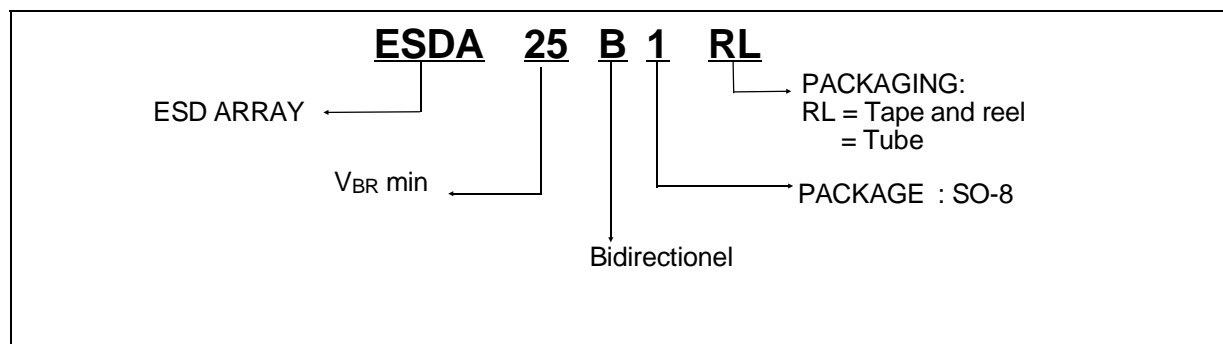 ESDA 25 B 1 RL
ESD ARRAY
PACKAGING:
RL = Tape and reel
= Tube
VBR min
PACKAGE : SO-8
Bidirectionel